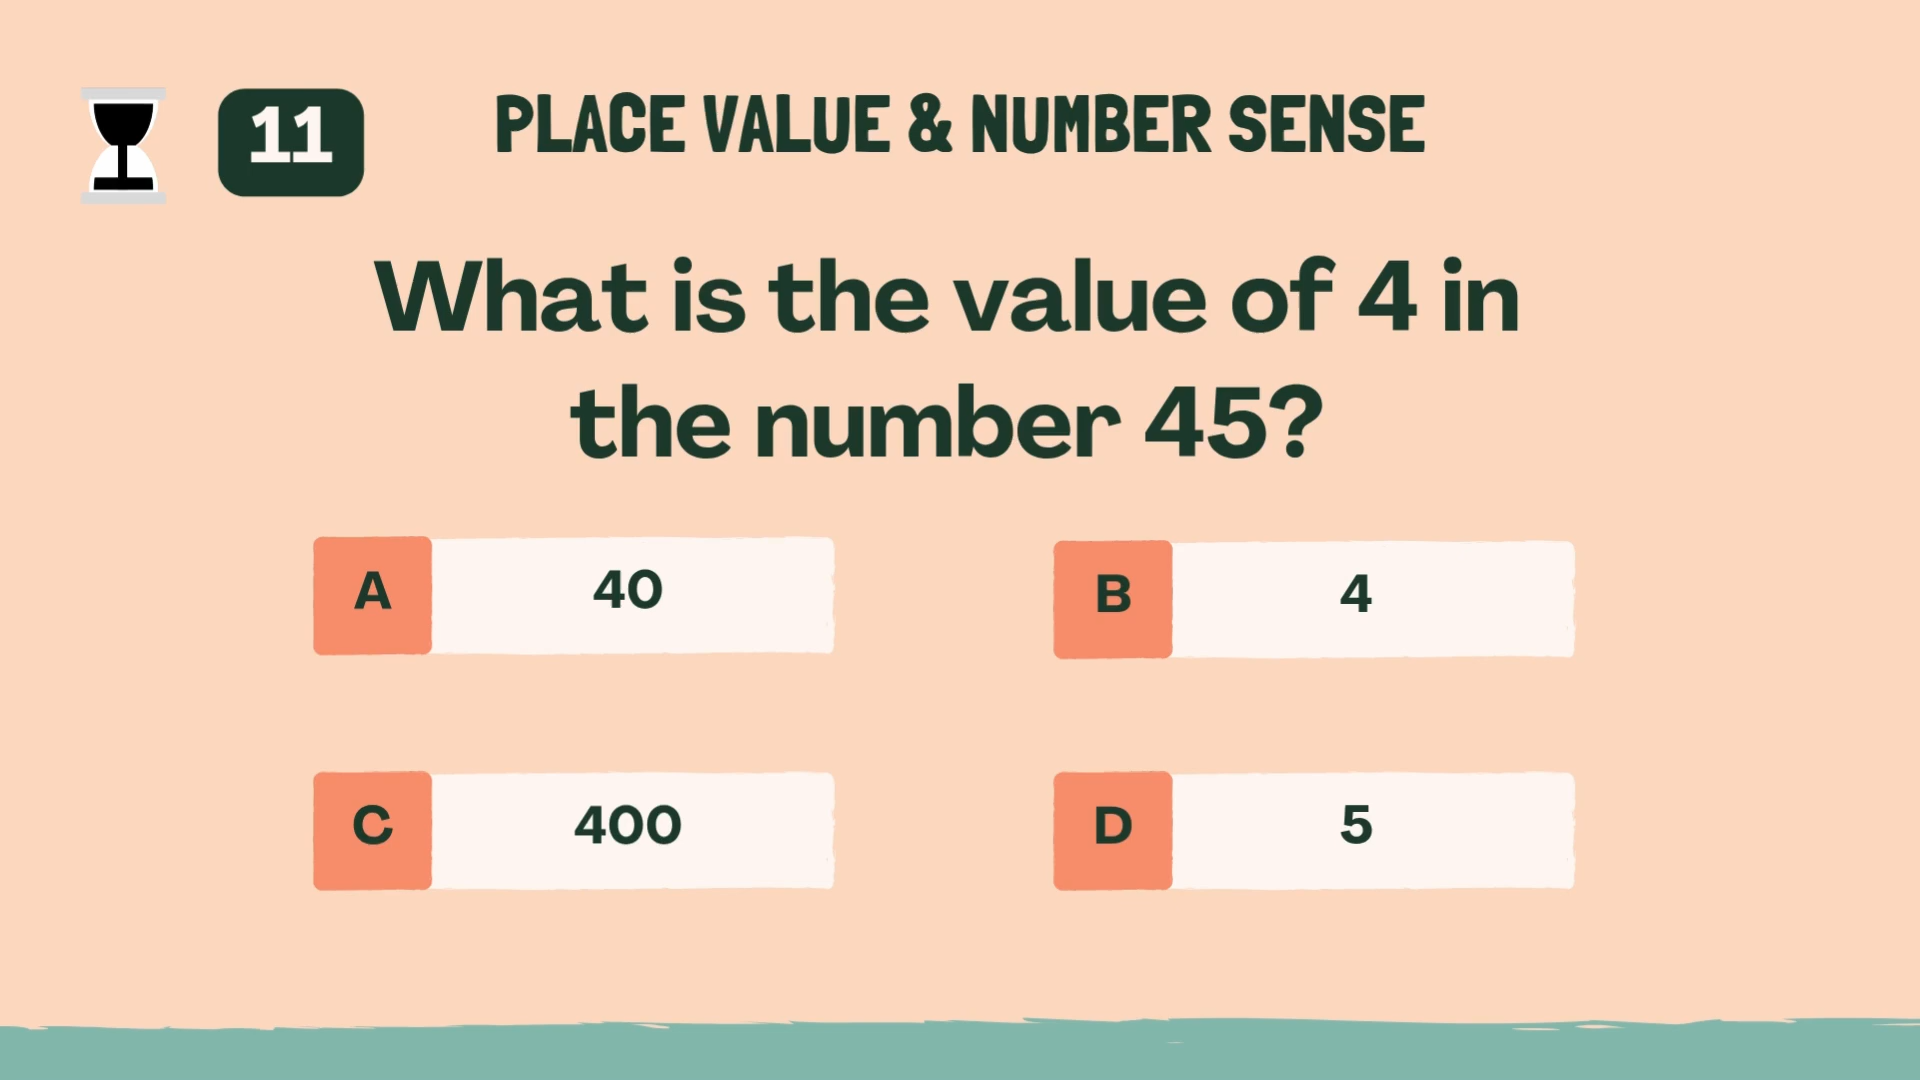 11
PLACE VALUE & NUMBER SENSE
What is the value of 4 in
the number 45?
A 40
B 4
C 400
D 5